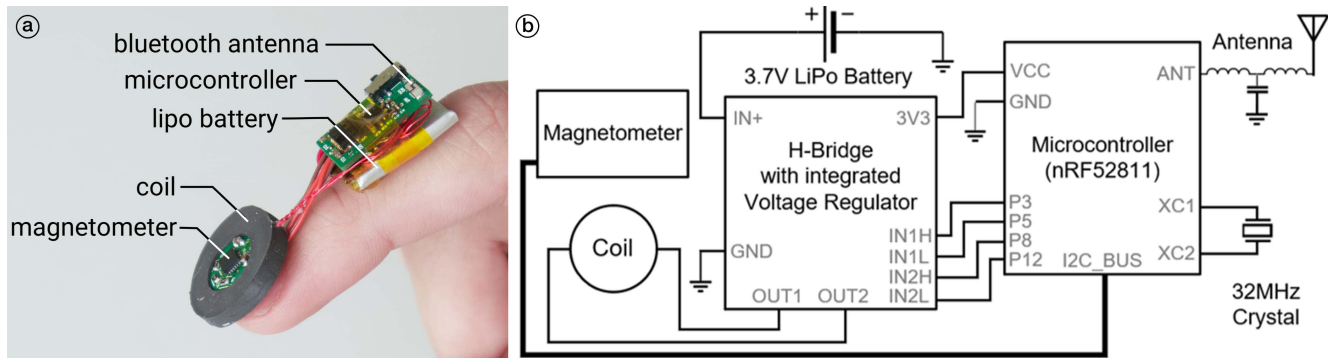 ⓐ
bluetooth antenna
microcontroller
lipo battery
coil
magnetometer
ⓑ
+ −
3.7V LiPo Battery
Antenna
Magnetometer
IN+
3V3
H-Bridge
with integrated
Voltage Regulator
GND
IN1H
IN1L
IN2H
IN2L
OUT1 OUT2
Coil
VCC
GND
ANT
Microcontroller
(nRF52811)
P3
P5
P8
P12
I2C_BUS
XC1
XC2
32MHz
Crystal